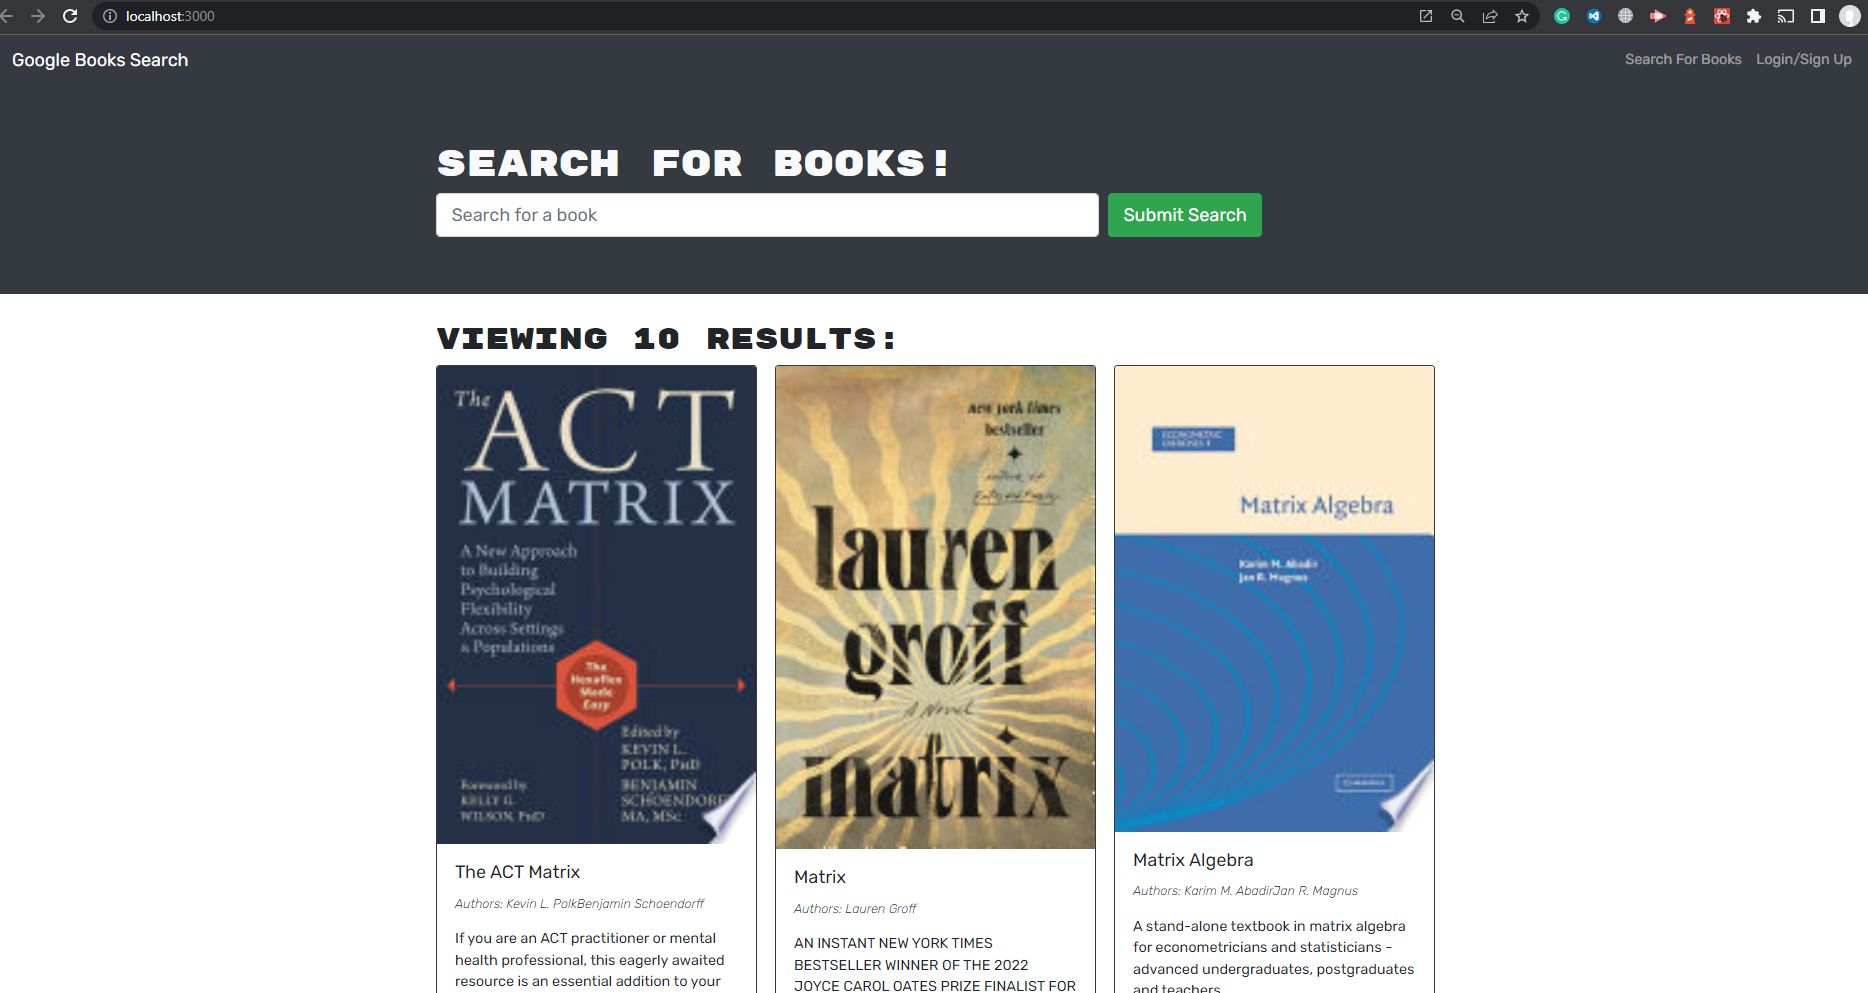 localhost:3000
Google Books Search
Search For Books
Login/Sign Up
SEARCH FOR BOOKS!
Search for a book
Submit Search
VIEWING 10 RESULTS:
The ACT
MATRIX
A New Approach
to Building
Psychological
Flexibility
Across Settings
& Populations
The
Hexaflex
Made
Easy
Edited by
KEVIN L.
POLK, PhD
BENJAMIN
SCHOENDORF
MA, MSc
Foreword by
KELLY G.
WILSON, PhD
The ACT Matrix
Authors: Kevin L. PolkBenjamin Schoendorff
If you are an ACT practitioner or mental
health professional, this eagerly awaited
resource is an essential addition to your
new york times
bestseller
author of
Fates and Furies
lauren
groff
A Novel
matrix
Matrix
Authors: Lauren Groff
AN INSTANT NEW YORK TIMES
BESTSELLER WINNER OF THE 2022
JOYCE CAROL OATES PRIZE FINALIST FOR
ECONOMETRIC
EXERCISES 1
Matrix Algebra
Karim M. Abadir
Jan R. Magnus
CAMBRIDGE
Matrix Algebra
Authors: Karim M. AbadirJan R. Magnus
A stand-alone textbook in matrix algebra
for econometricians and statisticians -
advanced undergraduates, postgraduates
and teachers.